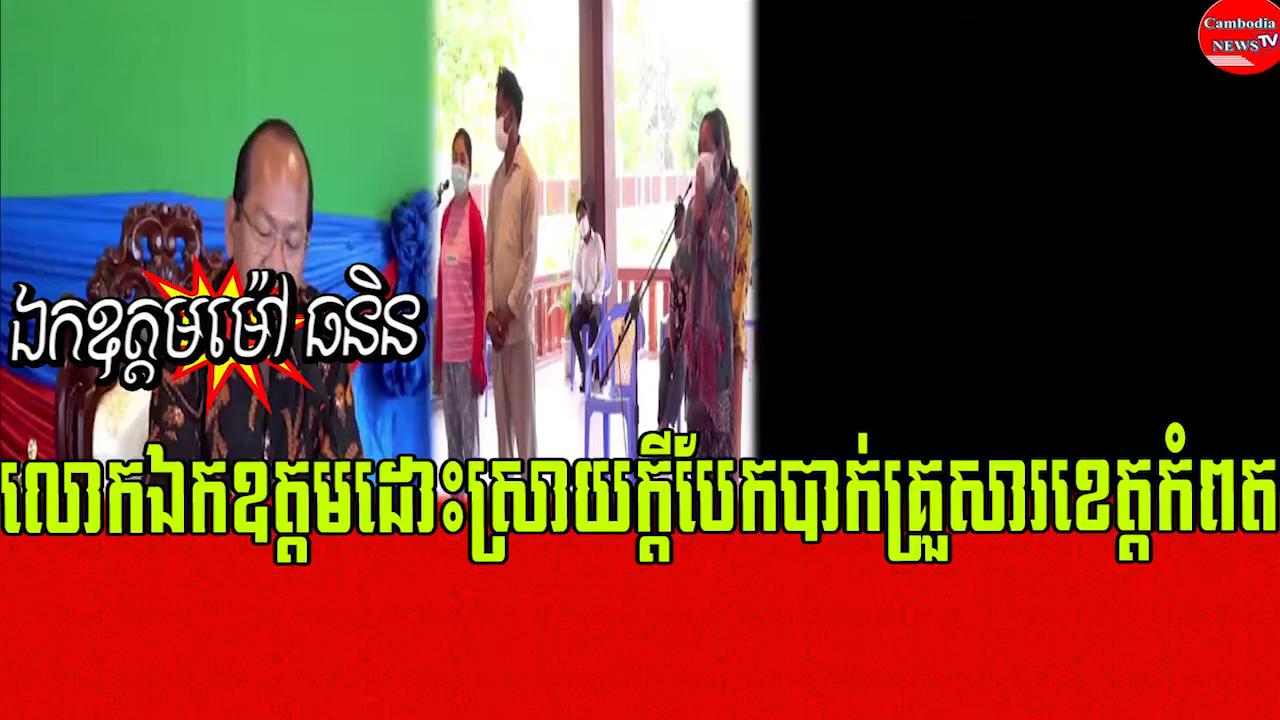 Cambodia
NEWS TV
ឯកឧត្តមម៉ៅ ធនិន
លោកឯកឧត្តមដោះស្រាយក្ដីបែកបាក់គ្រួសារខេត្តកំពត